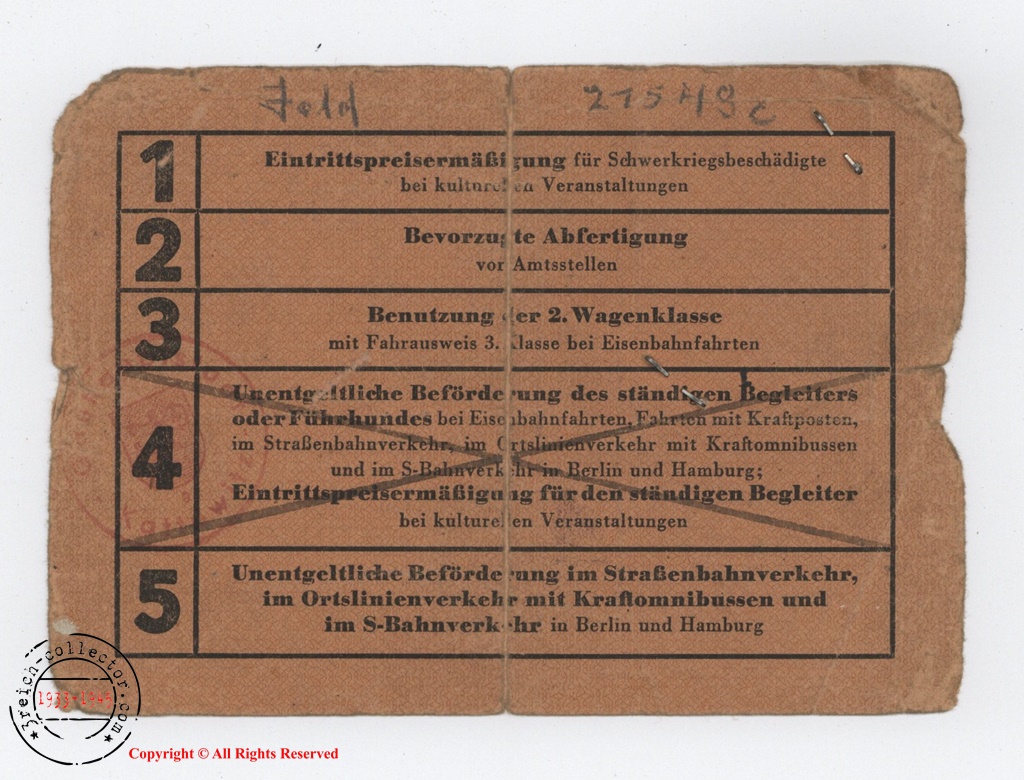 Feld 21549c
1
Eintrittspreisermäßigung für Schwerkriegsbeschädigte
bei kulturellen Veranstaltungen
2
Bevorzugte Abfertigung
vor Amtsstellen
3
Benutzung der 2. Wagenklasse
mit Fahrausweis 3. Klasse bei Eisenbahnfahrten
4
Unentgeltliche Beförderung des ständigen Begleiters
oder Führhundes bei Eisenbahnfahrten, Fahrten mit Kraftposten,
im Straßenbahnverkehr, im Ortslinienverkehr mit Kraftomnibussen
und im S-Bahnverkehr in Berlin und Hamburg;
Eintrittspreisermäßigung für den ständigen Begleiter
bei kulturellen Veranstaltungen
5
Unentgeltliche Beförderung im Straßenbahnverkehr,
im Ortslinienverkehr mit Kraftomnibussen und
im S-Bahnverkehr in Berlin und Hamburg
3reich-collector.com
1933-1945
Copyright © All Rights Reserved